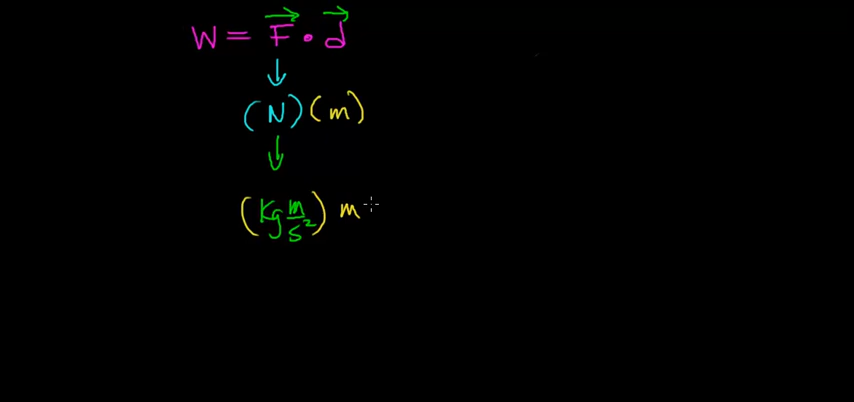 W = F⃗ • d⃗
(N)(m)
(Kg m/s²) m